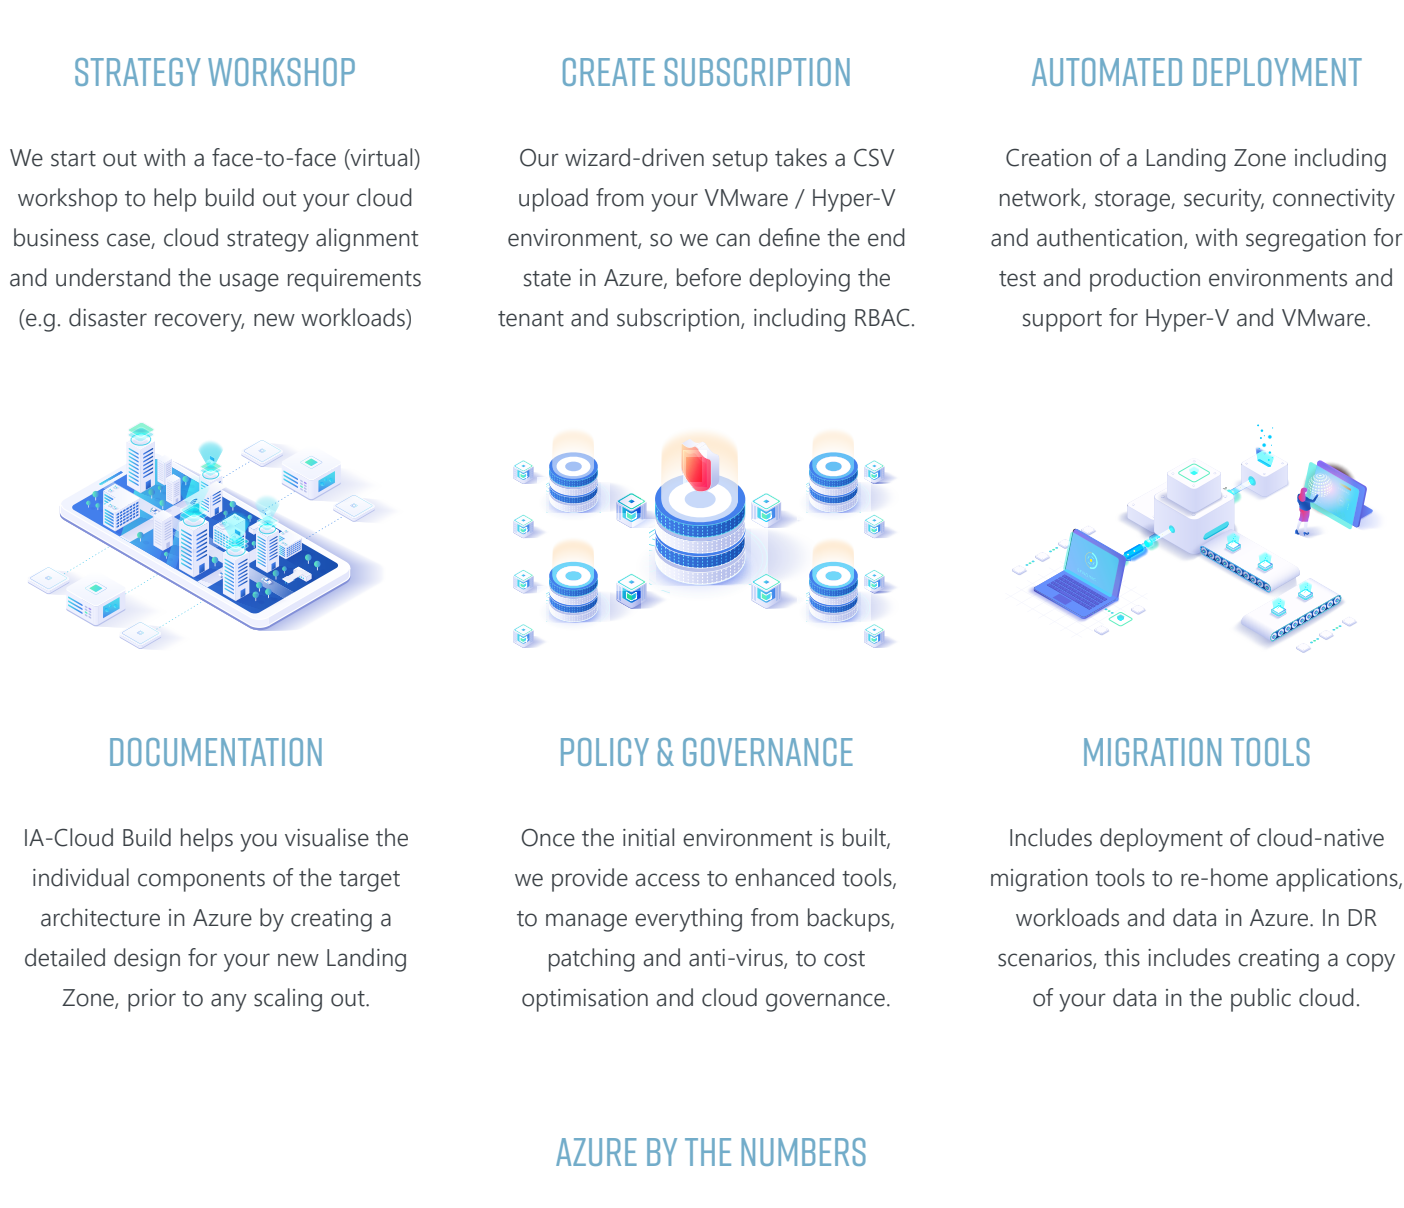 STRATEGY WORKSHOP
We start out with a face-to-face (virtual)
workshop to help build out your cloud
business case, cloud strategy alignment
and understand the usage requirements
(e.g. disaster recovery, new workloads)
CREATE SUBSCRIPTION
Our wizard-driven setup takes a CSV
upload from your VMware / Hyper-V
environment, so we can define the end
state in Azure, before deploying the
tenant and subscription, including RBAC.
AUTOMATED DEPLOYMENT
Creation of a Landing Zone including
network, storage, security, connectivity
and authentication, with segregation for
test and production environments and
support for Hyper-V and VMware.
DOCUMENTATION
IA-Cloud Build helps you visualise the
individual components of the target
architecture in Azure by creating a
detailed design for your new Landing
Zone, prior to any scaling out.
POLICY & GOVERNANCE
Once the initial environment is built,
we provide access to enhanced tools,
to manage everything from backups,
patching and anti-virus, to cost
optimisation and cloud governance.
MIGRATION TOOLS
Includes deployment of cloud-native
migration tools to re-home applications,
workloads and data in Azure. In DR
scenarios, this includes creating a copy
of your data in the public cloud.
AZURE BY THE NUMBERS